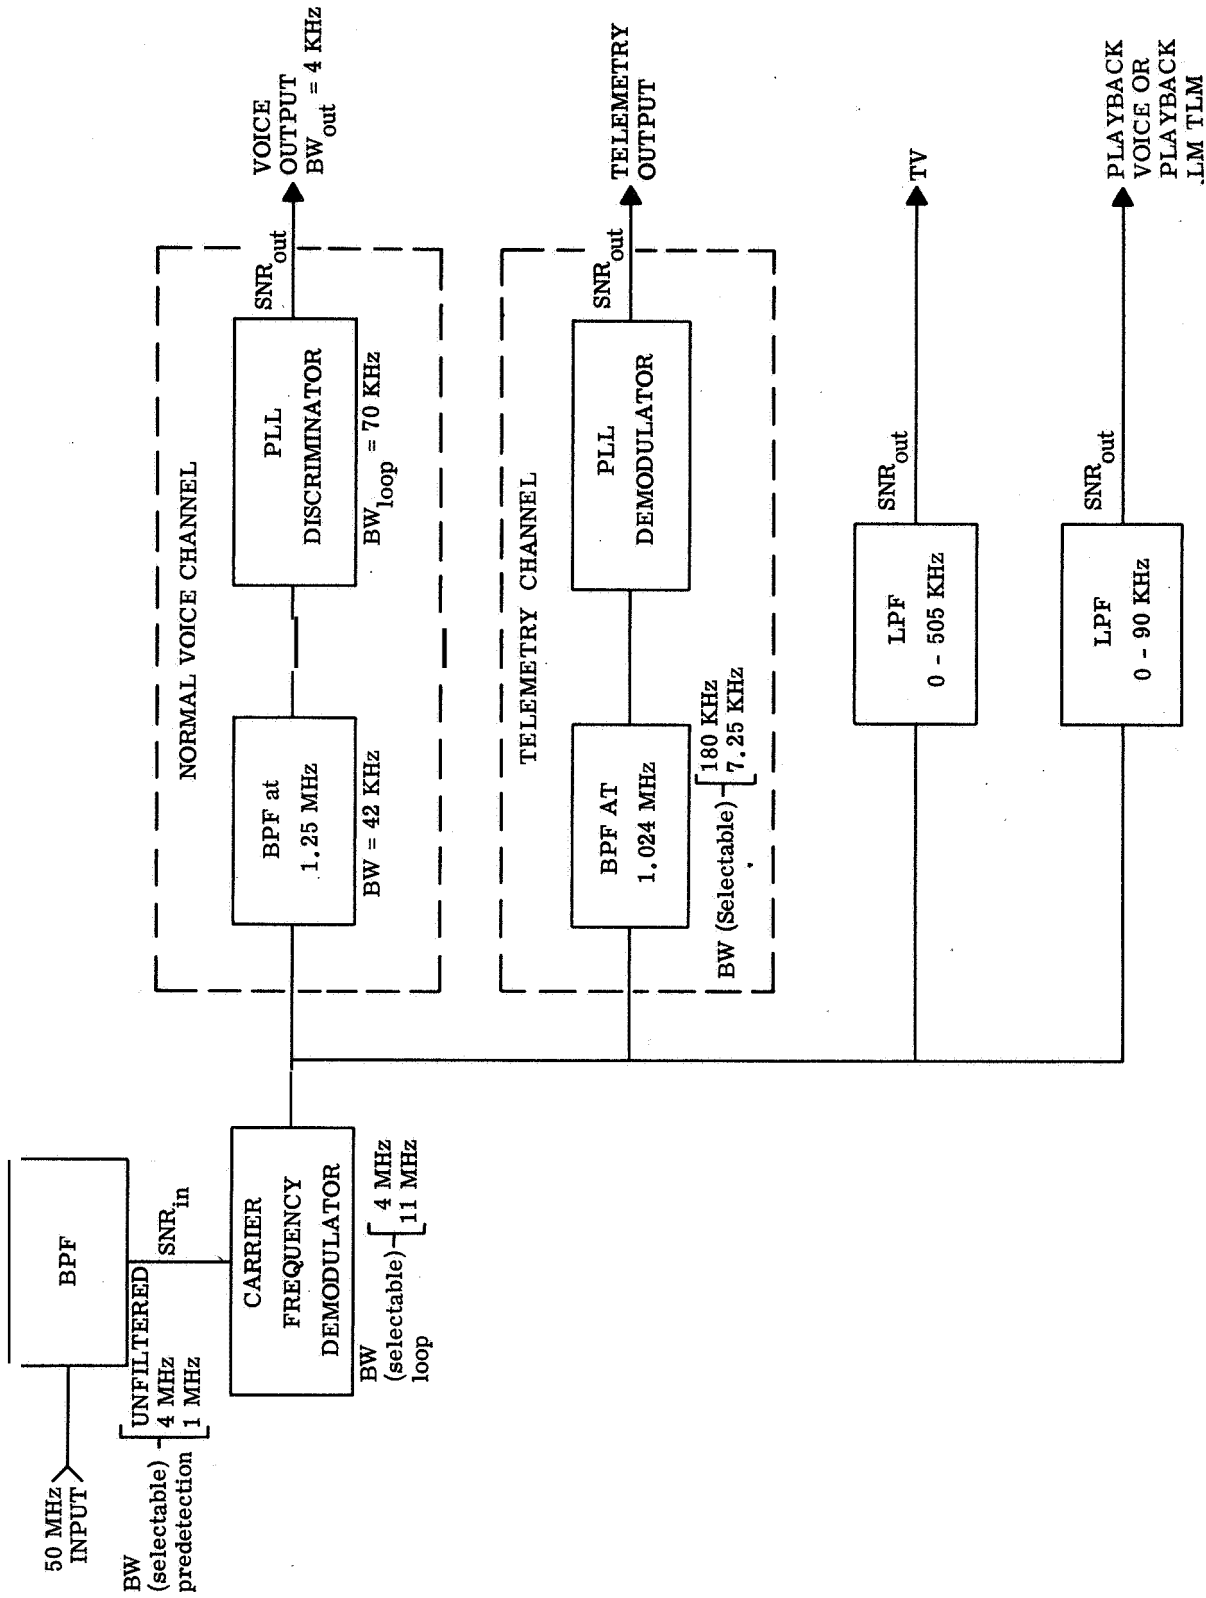 50 MHz
INPUT
BPF
BW
(selectable)
predetection
UNFILTERED
4 MHz
1 MHz
SNRin
CARRIER
FREQUENCY
DEMODULATOR
BW
(selectable)
loop
4 MHz
11 MHz
NORMAL VOICE CHANNEL
BPF at
1.25 MHz
BW = 42 KHz
PLL
DISCRIMINATOR
BWloop = 70 KHz
SNRout
VOICE
OUTPUT
BWout = 4 KHz
TELEMETRY CHANNEL
BPF AT
1.024 MHz
BW (Selectable)
180 KHz
7.25 KHz
PLL
DEMODULATOR
SNRout
TELEMETRY
OUTPUT
LPF
0 - 505 KHz
SNRout
TV
LPF
0 - 90 KHz
SNRout
PLAYBACK
VOICE OR
PLAYBACK
LM TLM